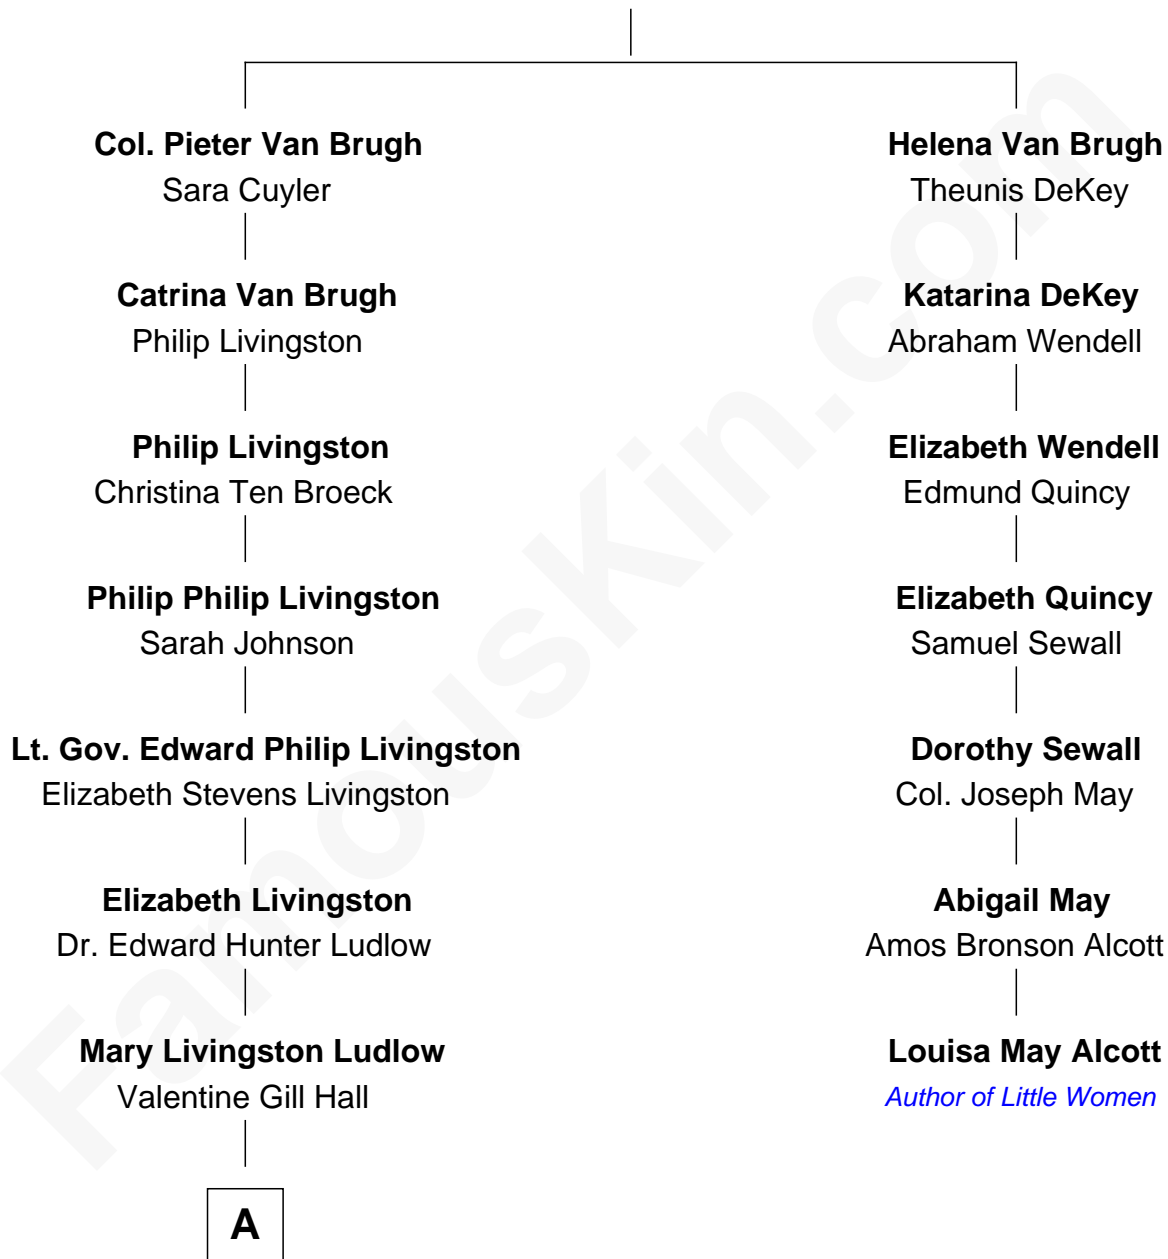 Col. Pieter Van Brugh
Sara Cuyler
Catrina Van Brugh
Philip Livingston
Philip Livingston
Christina Ten Broeck
Philip Philip Livingston
Sarah Johnson
Lt. Gov. Edward Philip Livingston
Elizabeth Stevens Livingston
Elizabeth Livingston
Dr. Edward Hunter Ludlow
Mary Livingston Ludlow
Valentine Gill Hall
A
Helena Van Brugh
Theunis DeKey
Katarina DeKey
Abraham Wendell
Elizabeth Wendell
Edmund Quincy
Elizabeth Quincy
Samuel Sewall
Dorothy Sewall
Col. Joseph May
Abigail May
Amos Bronson Alcott
Louisa May Alcott
Author of Little Women
FamousKin.com